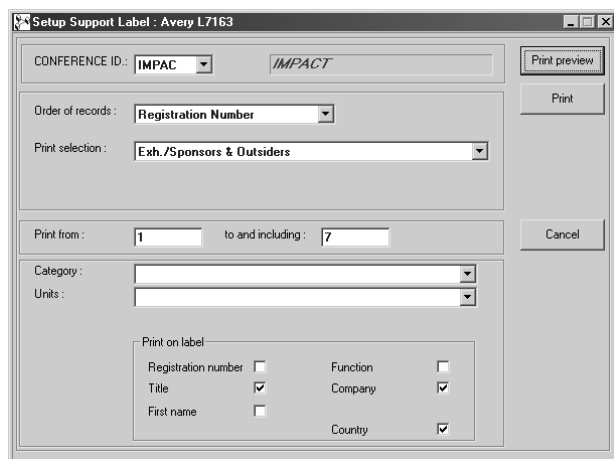 Setup Support Label : Avery L7163
CONFERENCE ID.: IMPAC IMPACT
Print preview
Print
Order of records : Registration Number
Print selection : Exh./Sponsors & Outsiders
Print from : 1 to and including : 7
Cancel
Category :
Units :
Print on label
Registration number Function
Title Company
First name
Country